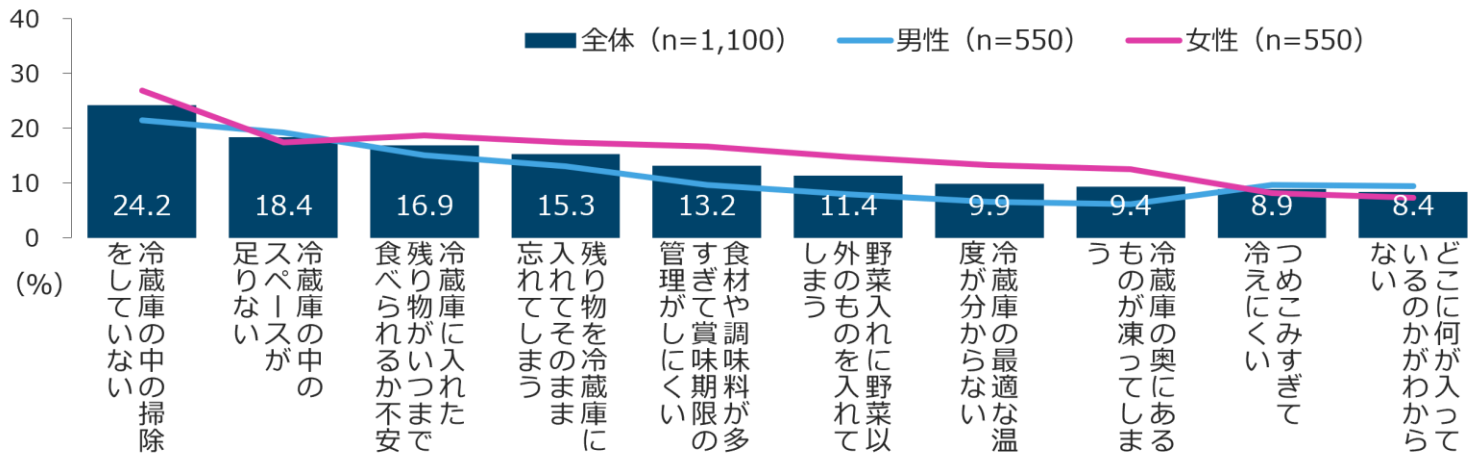 40
30
20
10
0
(%)
全体（n=1,100）
男性（n=550）
女性（n=550）
24.2
18.4
16.9
15.3
13.2
11.4
9.9
9.4
8.9
8.4
冷蔵庫の中の掃除
をしていない
冷蔵庫の中の
スペースが
足りない
冷蔵庫に入れた
残り物がいつまで
食べられるか不安
残り物を冷蔵庫に
入れてそのまま
忘れてしまう
食材や調味料が多
すぎて賞味期限の
管理がしにくい
野菜入れに野菜以
外のものを入れて
しまう
冷蔵庫の最適な温
度が分からない
冷蔵庫の奥にある
ものが凍ってしま
う
つめこみすぎて
冷えにくい
どこに何が入って
いるのかがわから
ない